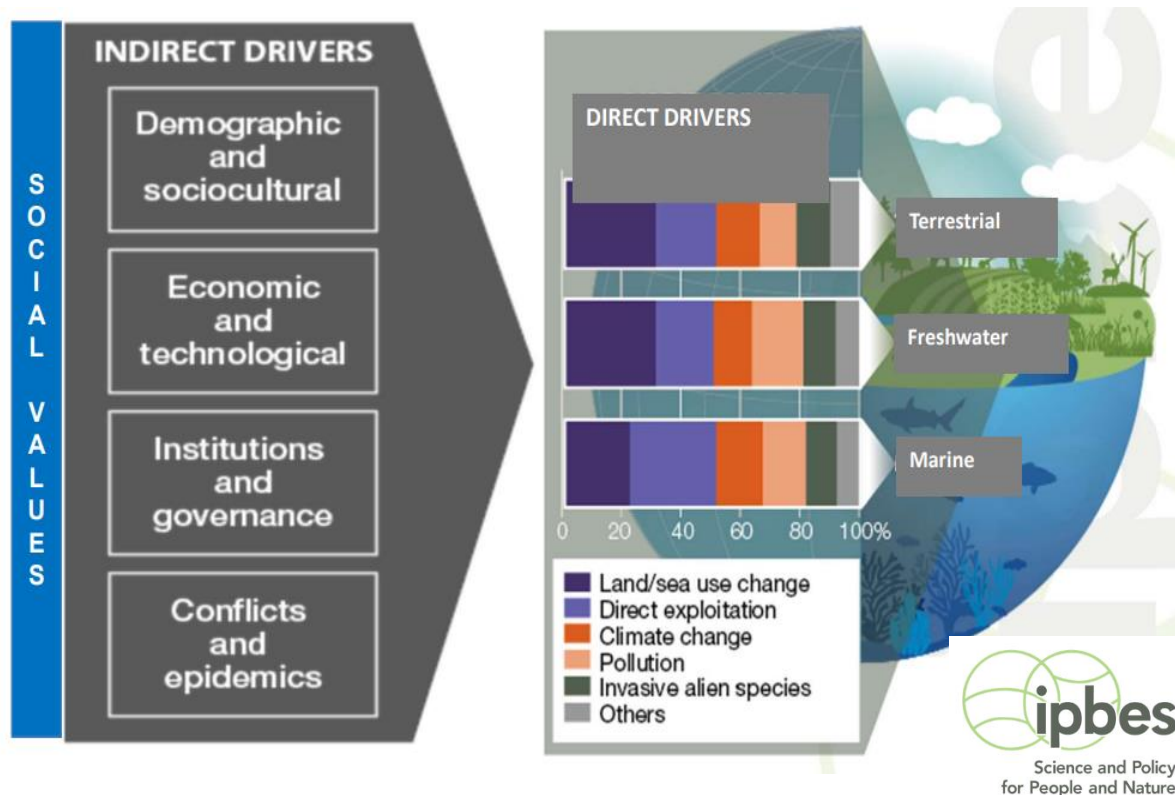 SOCIAL VALUES
INDIRECT DRIVERS
Demographic
and
sociocultural
Economic
and
technological
Institutions
and
governance
Conflicts
and
epidemics
DIRECT DRIVERS
Terrestrial
Freshwater
Marine
0 20 40 60 80 100%
Land/sea use change
Direct exploitation
Climate change
Pollution
Invasive alien species
Others
ipbes
Science and Policy
for People and Nature